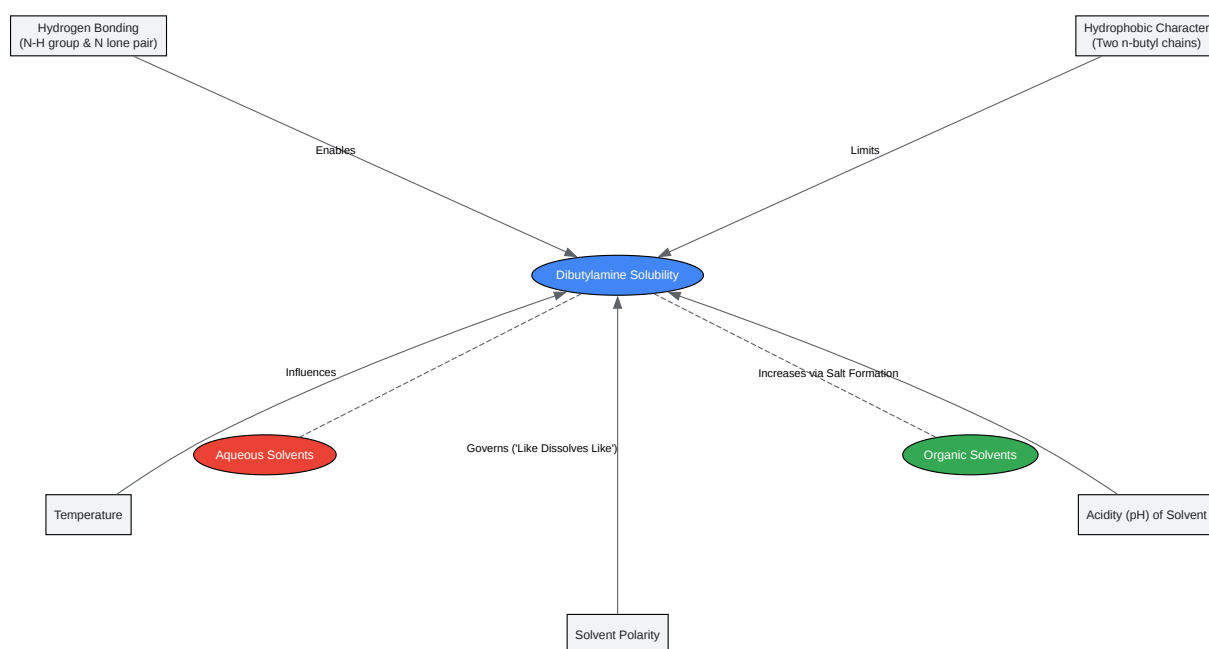 Hydrogen Bonding
(N-H group & N lone pair)
Hydrophobic Character
(Two n-butyl chains)
Enables
Limits
Dibutylamine Solubility
Influences
Increases via Salt Formation
Governs ('Like Dissolves Like')
Aqueous Solvents
Organic Solvents
Temperature
Acidity (pH) of Solvent
Solvent Polarity